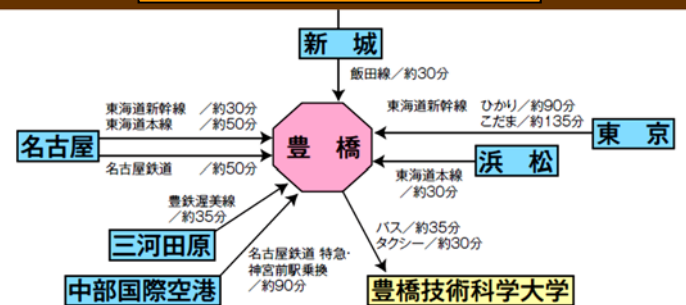 新 城
飯田線／約30分
東海道新幹線 ／約30分
東海道本線 ／約50分
名古屋
名古屋鉄道 ／約50分
豊 橋
東海道新幹線 ひかり／約90分
こだま／約135分
東 京
浜 松
東海道本線
／約30分
豊鉄渥美線
／約35分
三河田原
名古屋鉄道 特急･
神宮前駅乗換
／約90分
中部国際空港
バス／約35分
タクシー／約30分
豊橋技術科学大学